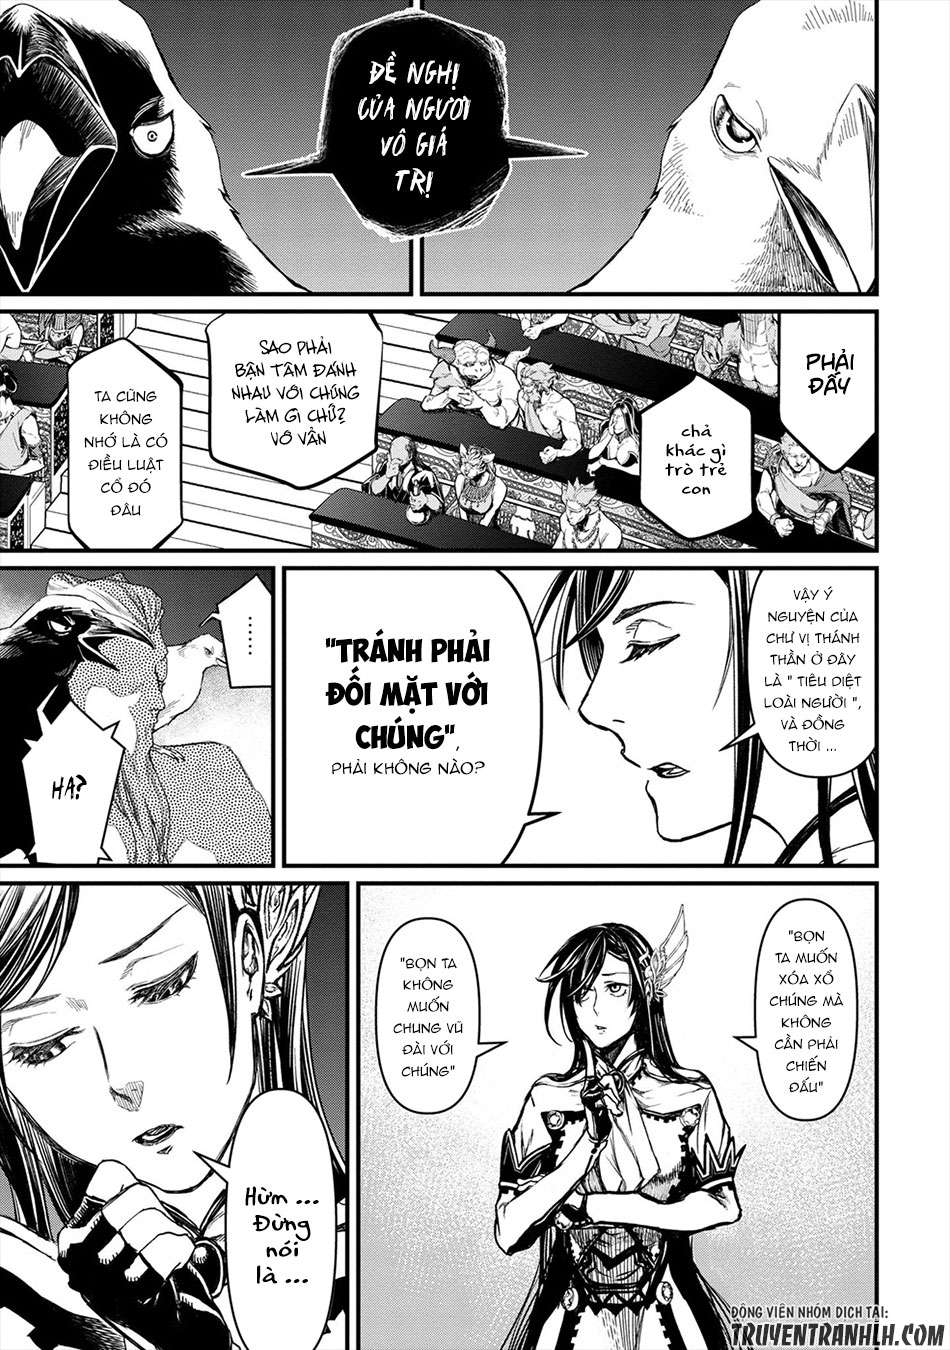 ĐỀ NGHỊ
CỦA NGƯƠI
VÔ GIÁ
TRỊ
PHẢI
ĐẤY
chả
khác gì
trò trẻ
con
SAO PHẢI
BẬN TÂM ĐÁNH
NHAU VỚI CHÚNG
LÀM GÌ CHỨ?
VỚ VẨN
TA CŨNG
KHÔNG
NHỚ LÀ CÓ
ĐIỀU LUẬT
CỔ ĐÓ
ĐÂU
VẬY Ý
NGUYỆN CỦA
CHƯ VỊ THÁNH
THẦN Ở ĐÂY
LÀ " TIÊU DIỆT
LOÀI NGƯỜI ",
VÀ ĐỒNG
THỜI ...
"TRÁNH PHẢI
ĐỐI MẶT VỚI
CHÚNG",
PHẢI KHÔNG NÀO?
.......
HA?
"BỌN
TA MUỐN
XÓA XỔ
CHÚNG MÀ
KHÔNG
CẦN PHẢI
CHIẾN
ĐẤU"
"BỌN TA
KHÔNG
MUỐN
CHUNG VŨ
ĐÀI VỚI
CHÚNG"
Hừm ...
Đừng
nói
là ...
ĐỘNG VIÊN NHÓM DỊCH TẠI:
TRUYENTRANHLH.COM